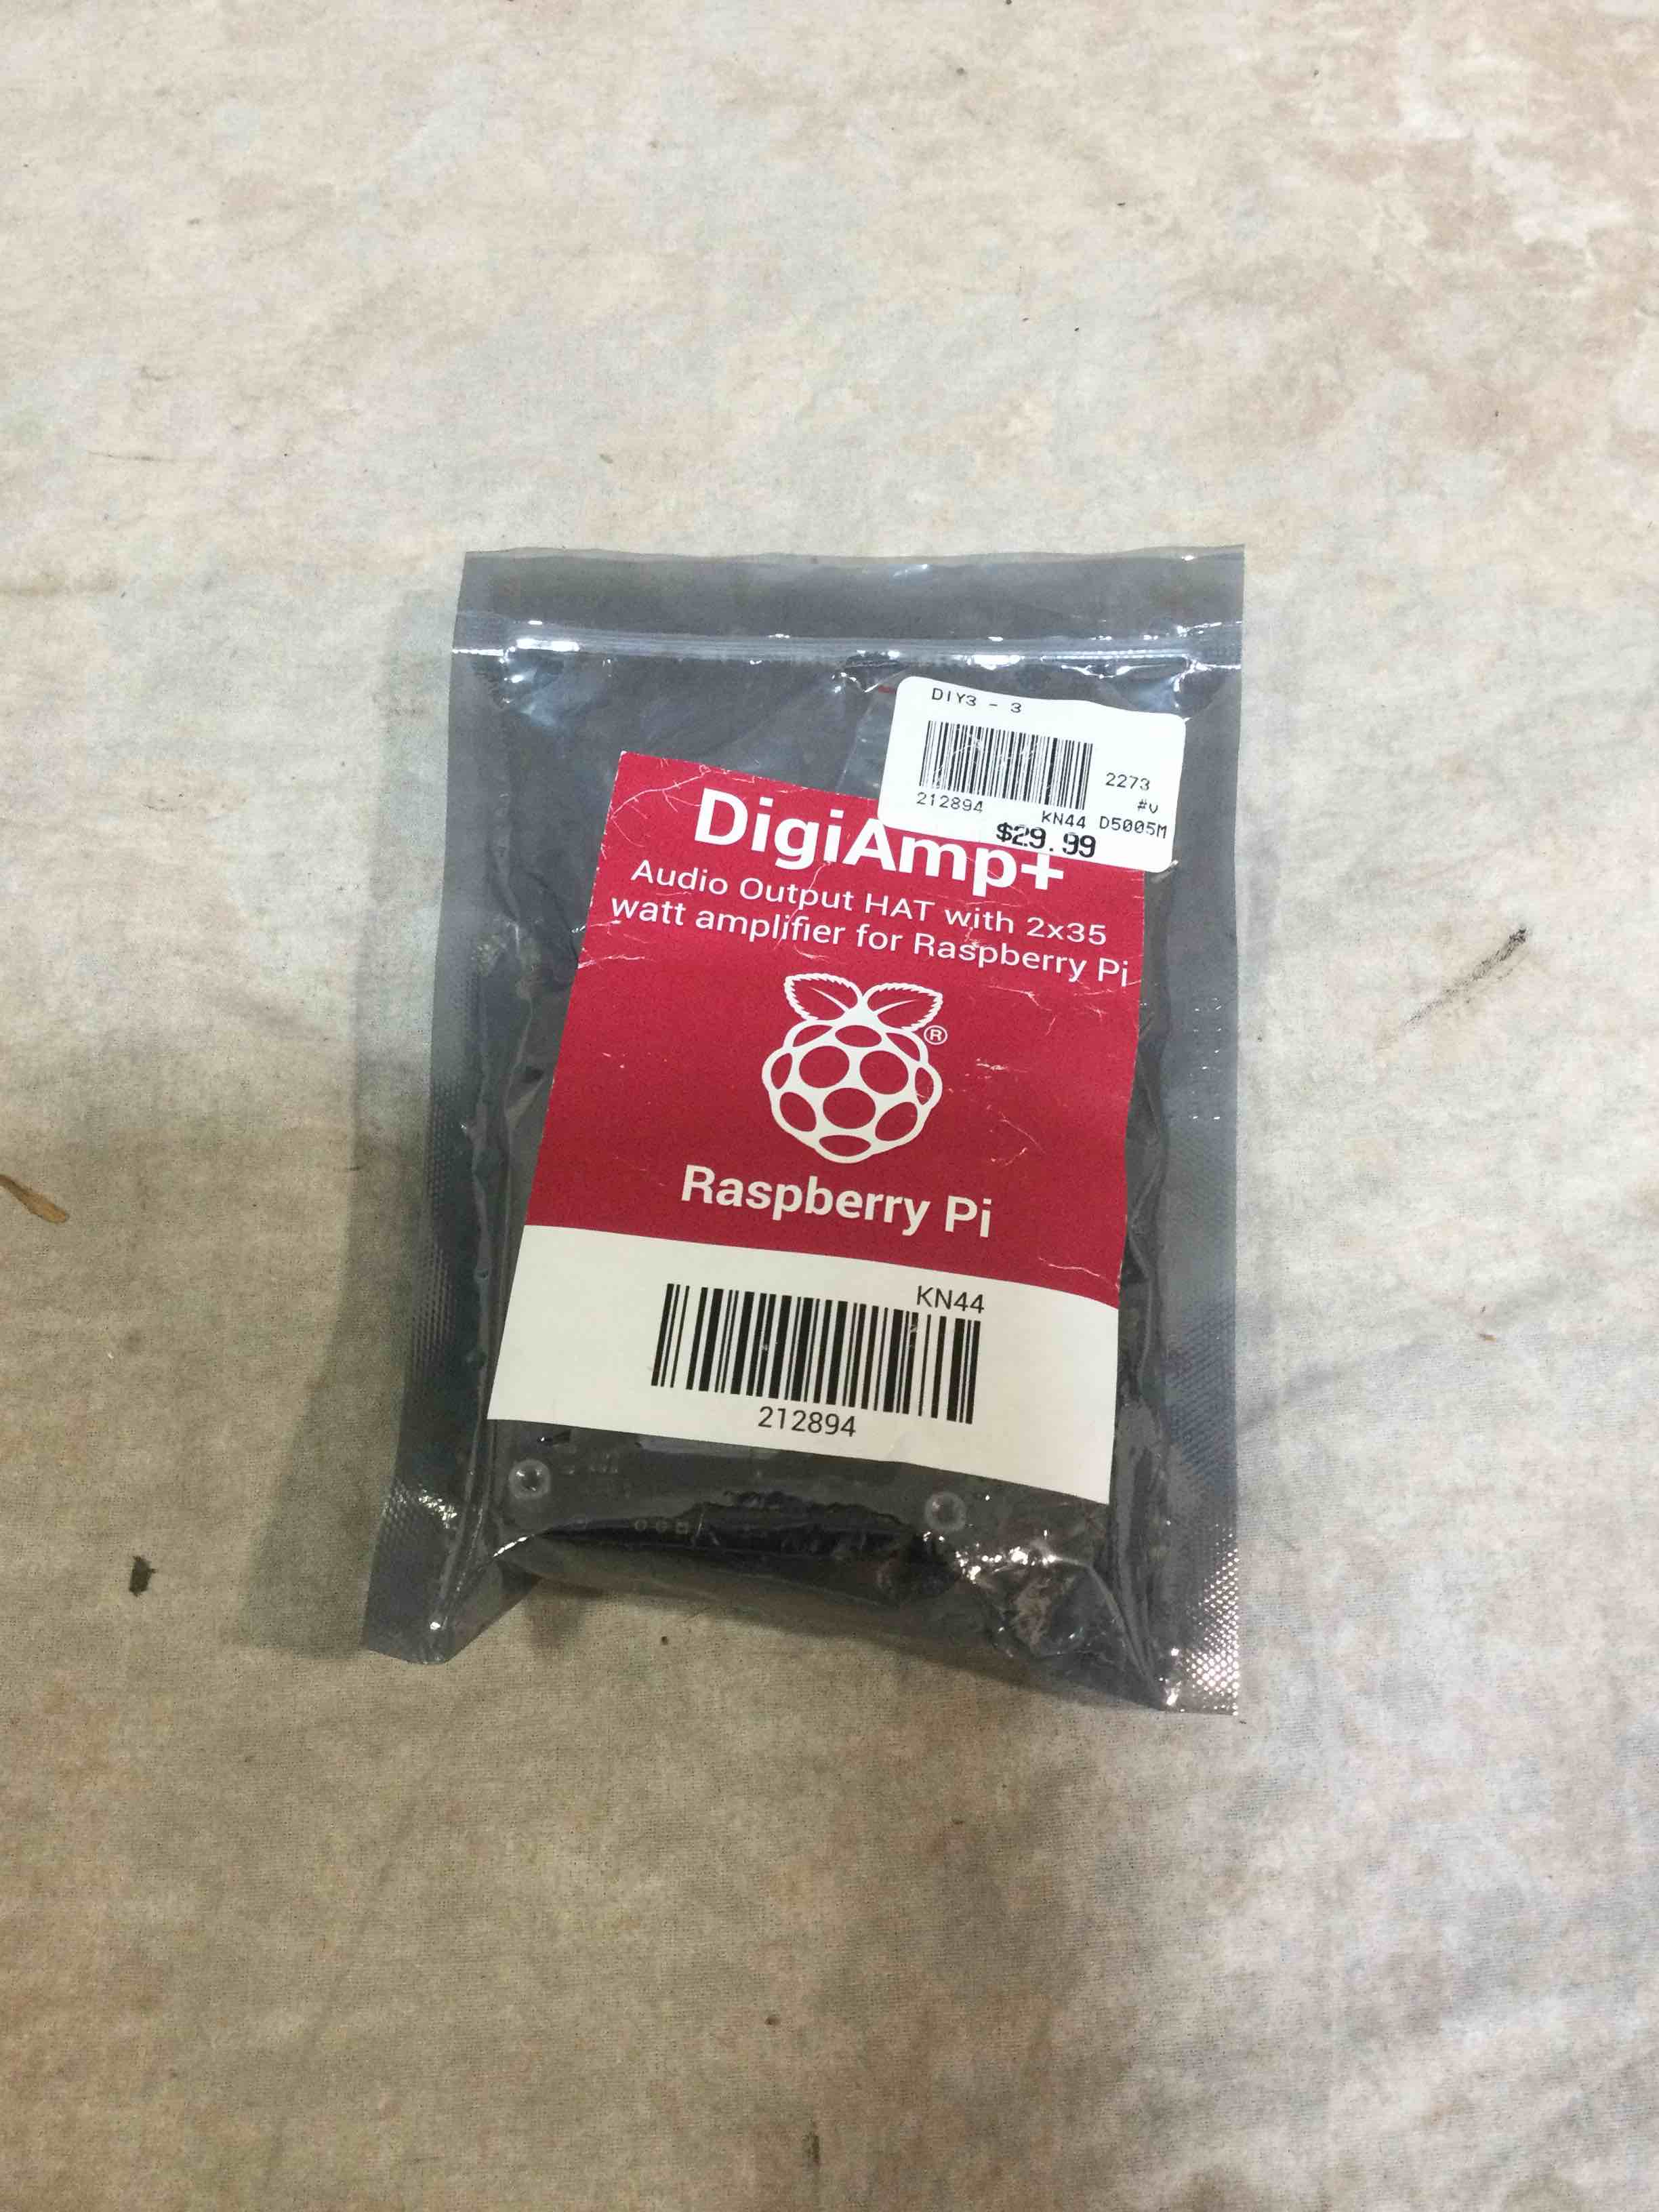 DIY3 - 3
2273
212894
#v
KN44 D5005M
$29.99
DigiAmp+
Audio Output HAT with 2x35
watt amplifier for Raspberry Pi
®
Raspberry Pi
KN44
212894